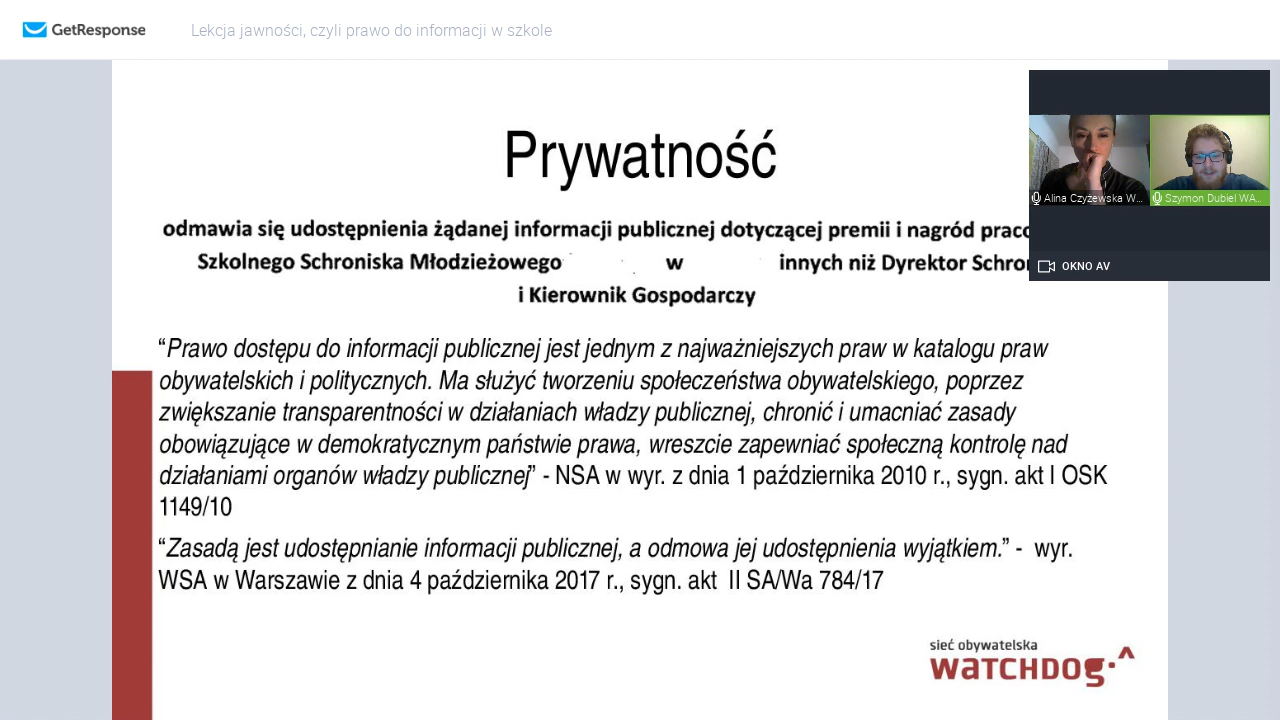 GetResponse
Lekcja jawności, czyli prawo do informacji w szkole
Prywatność
odmawia się udostępnienia żądanej informacji publicznej dotyczącej premii i nagród
Szkolnego Schroniska Młodzieżowego w innych niż Dyrektor
i Kierownik Gospodarczy
Alina Czyżewska W...
Szymon Dubiel WA...
OKNO AV
“Prawo dostępu do informacji publicznej jest jednym z najważniejszych praw w katalogu praw
obywatelskich i politycznych. Ma służyć tworzeniu społeczeństwa obywatelskiego, poprzez
zwiększanie transparentności w działaniach władzy publicznej, chronić i umacniać zasady
obowiązujące w demokratycznym państwie prawa, wreszcie zapewniać społeczną kontrolę nad
działaniami organów władzy publicznej” - NSA w wyr. z dnia 1 października 2010 r., sygn. akt I OSK
1149/10
“Zasadą jest udostępnianie informacji publicznej, a odmowa jej udostępnienia wyjątkiem.” - wyr.
WSA w Warszawie z dnia 4 października 2017 r., sygn. akt II SA/Wa 784/17
sieć obywatelska
WATCHDOG